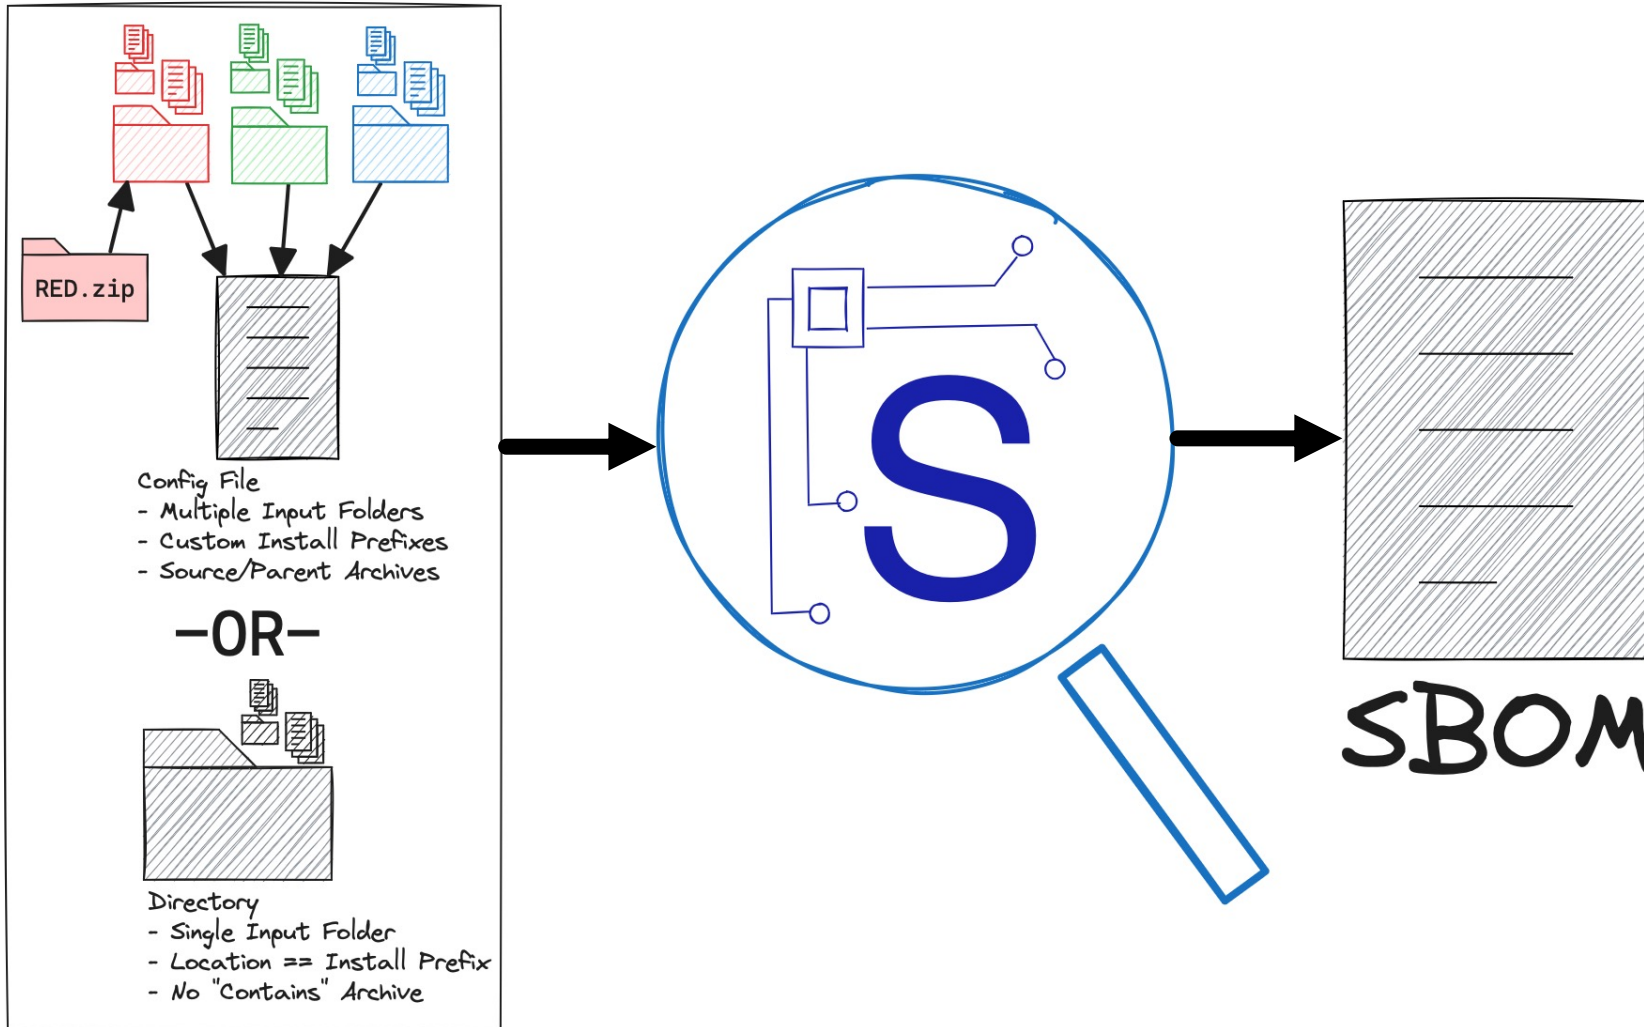 RED.zip
Config File
- Multiple Input Folders
- Custom Install Prefixes
- Source/Parent Archives
-OR-
Directory
- Single Input Folder
- Location == Install Prefix
- No "Contains" Archive
S
SBOM